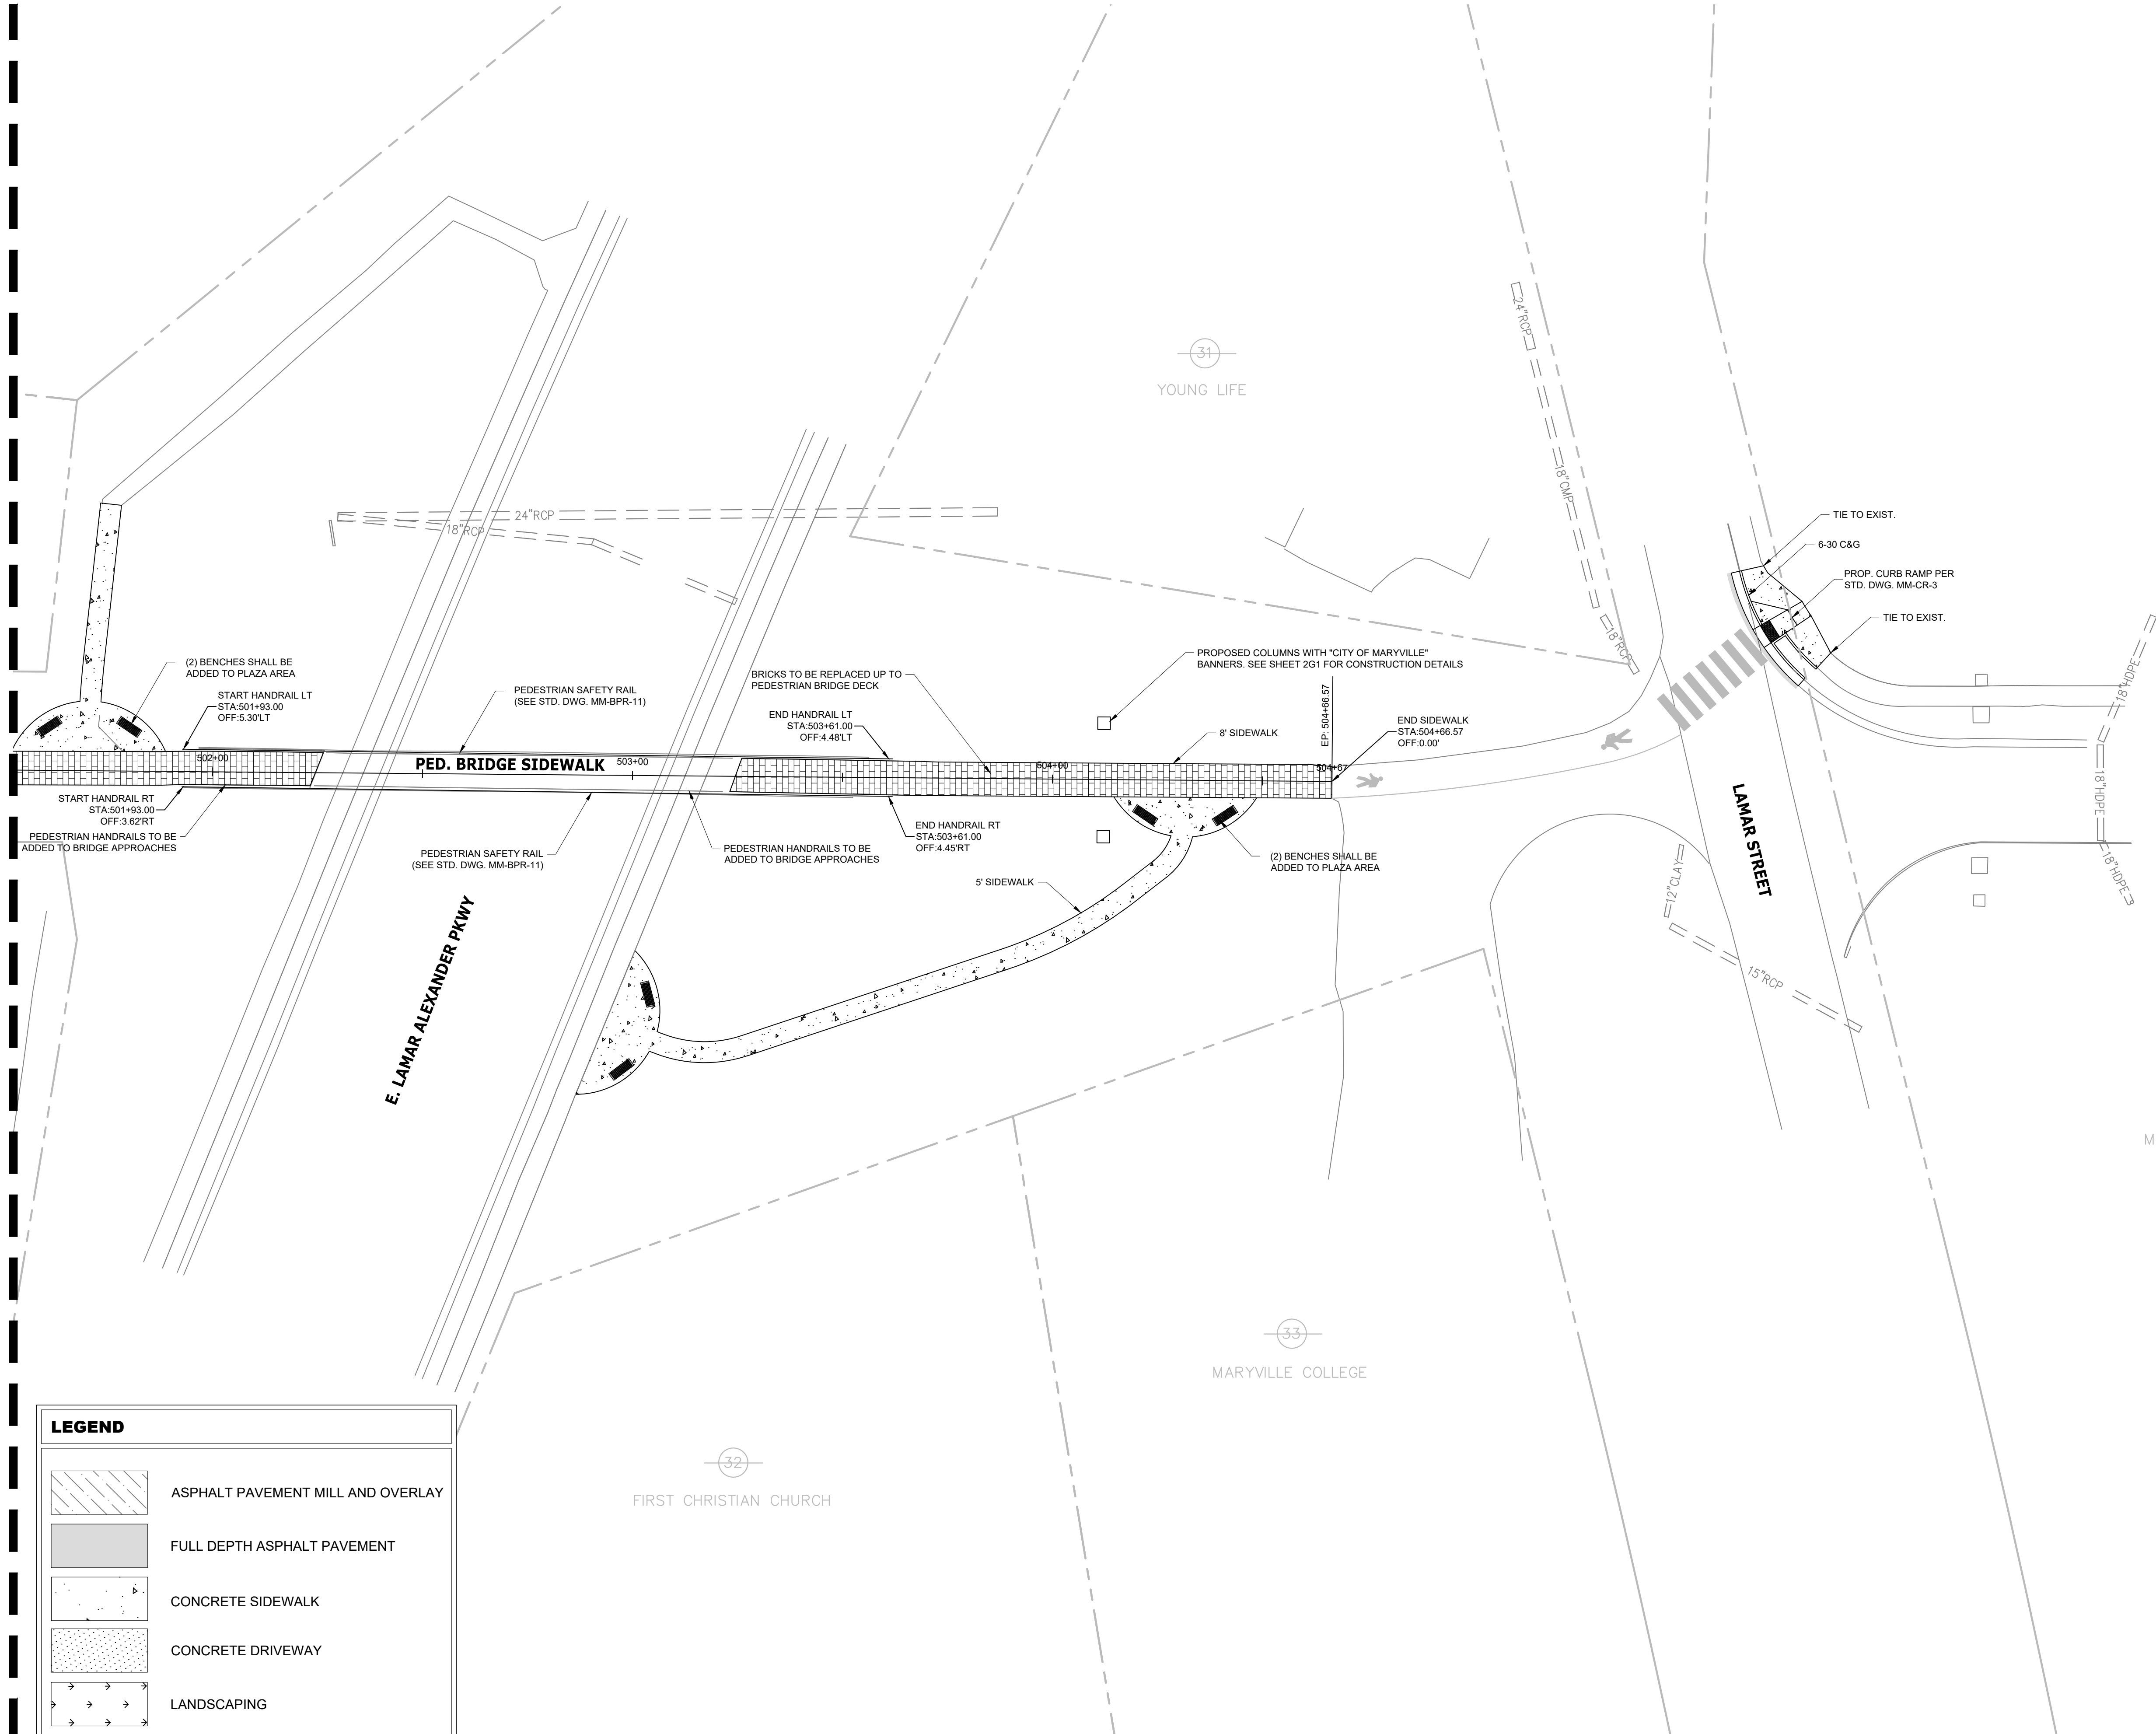 31
YOUNG LIFE
24"RCP
18"CMP
18"RCP
24"RCP
18"RCP
TIE TO EXIST.
6-30 C&G
PROP. CURB RAMP PER
STD. DWG. MM-CR-3
TIE TO EXIST.
18"HDPE
18"HDPE
18"HDPE
(2) BENCHES SHALL BE
ADDED TO PLAZA AREA
START HANDRAIL LT
STA:501+93.00
OFF:5.30'LT
PEDESTRIAN SAFETY RAIL
(SEE STD. DWG. MM-BPR-11)
BRICKS TO BE REPLACED UP TO
PEDESTRIAN BRIDGE DECK
END HANDRAIL LT
STA:503+61.00
OFF:4.48'LT
PROPOSED COLUMNS WITH "CITY OF MARYVILLE"
BANNERS. SEE SHEET 2G1 FOR CONSTRUCTION DETAILS
8' SIDEWALK
EP: 504+66.57
END SIDEWALK
STA:504+66.57
OFF:0.00'
502+00
PED. BRIDGE SIDEWALK
503+00
504+00
504+67
START HANDRAIL RT
STA:501+93.00
OFF:3.62'RT
PEDESTRIAN HANDRAILS TO BE
ADDED TO BRIDGE APPROACHES
PEDESTRIAN SAFETY RAIL
(SEE STD. DWG. MM-BPR-11)
PEDESTRIAN HANDRAILS TO BE
ADDED TO BRIDGE APPROACHES
END HANDRAIL RT
STA:503+61.00
OFF:4.45'RT
5' SIDEWALK
(2) BENCHES SHALL BE
ADDED TO PLAZA AREA
LAMAR STREET
12"CLAY
15"RCP
E. LAMAR ALEXANDER PKWY
M
33
MARYVILLE COLLEGE
32
FIRST CHRISTIAN CHURCH
LEGEND
ASPHALT PAVEMENT MILL AND OVERLAY
FULL DEPTH ASPHALT PAVEMENT
CONCRETE SIDEWALK
CONCRETE DRIVEWAY
LANDSCAPING